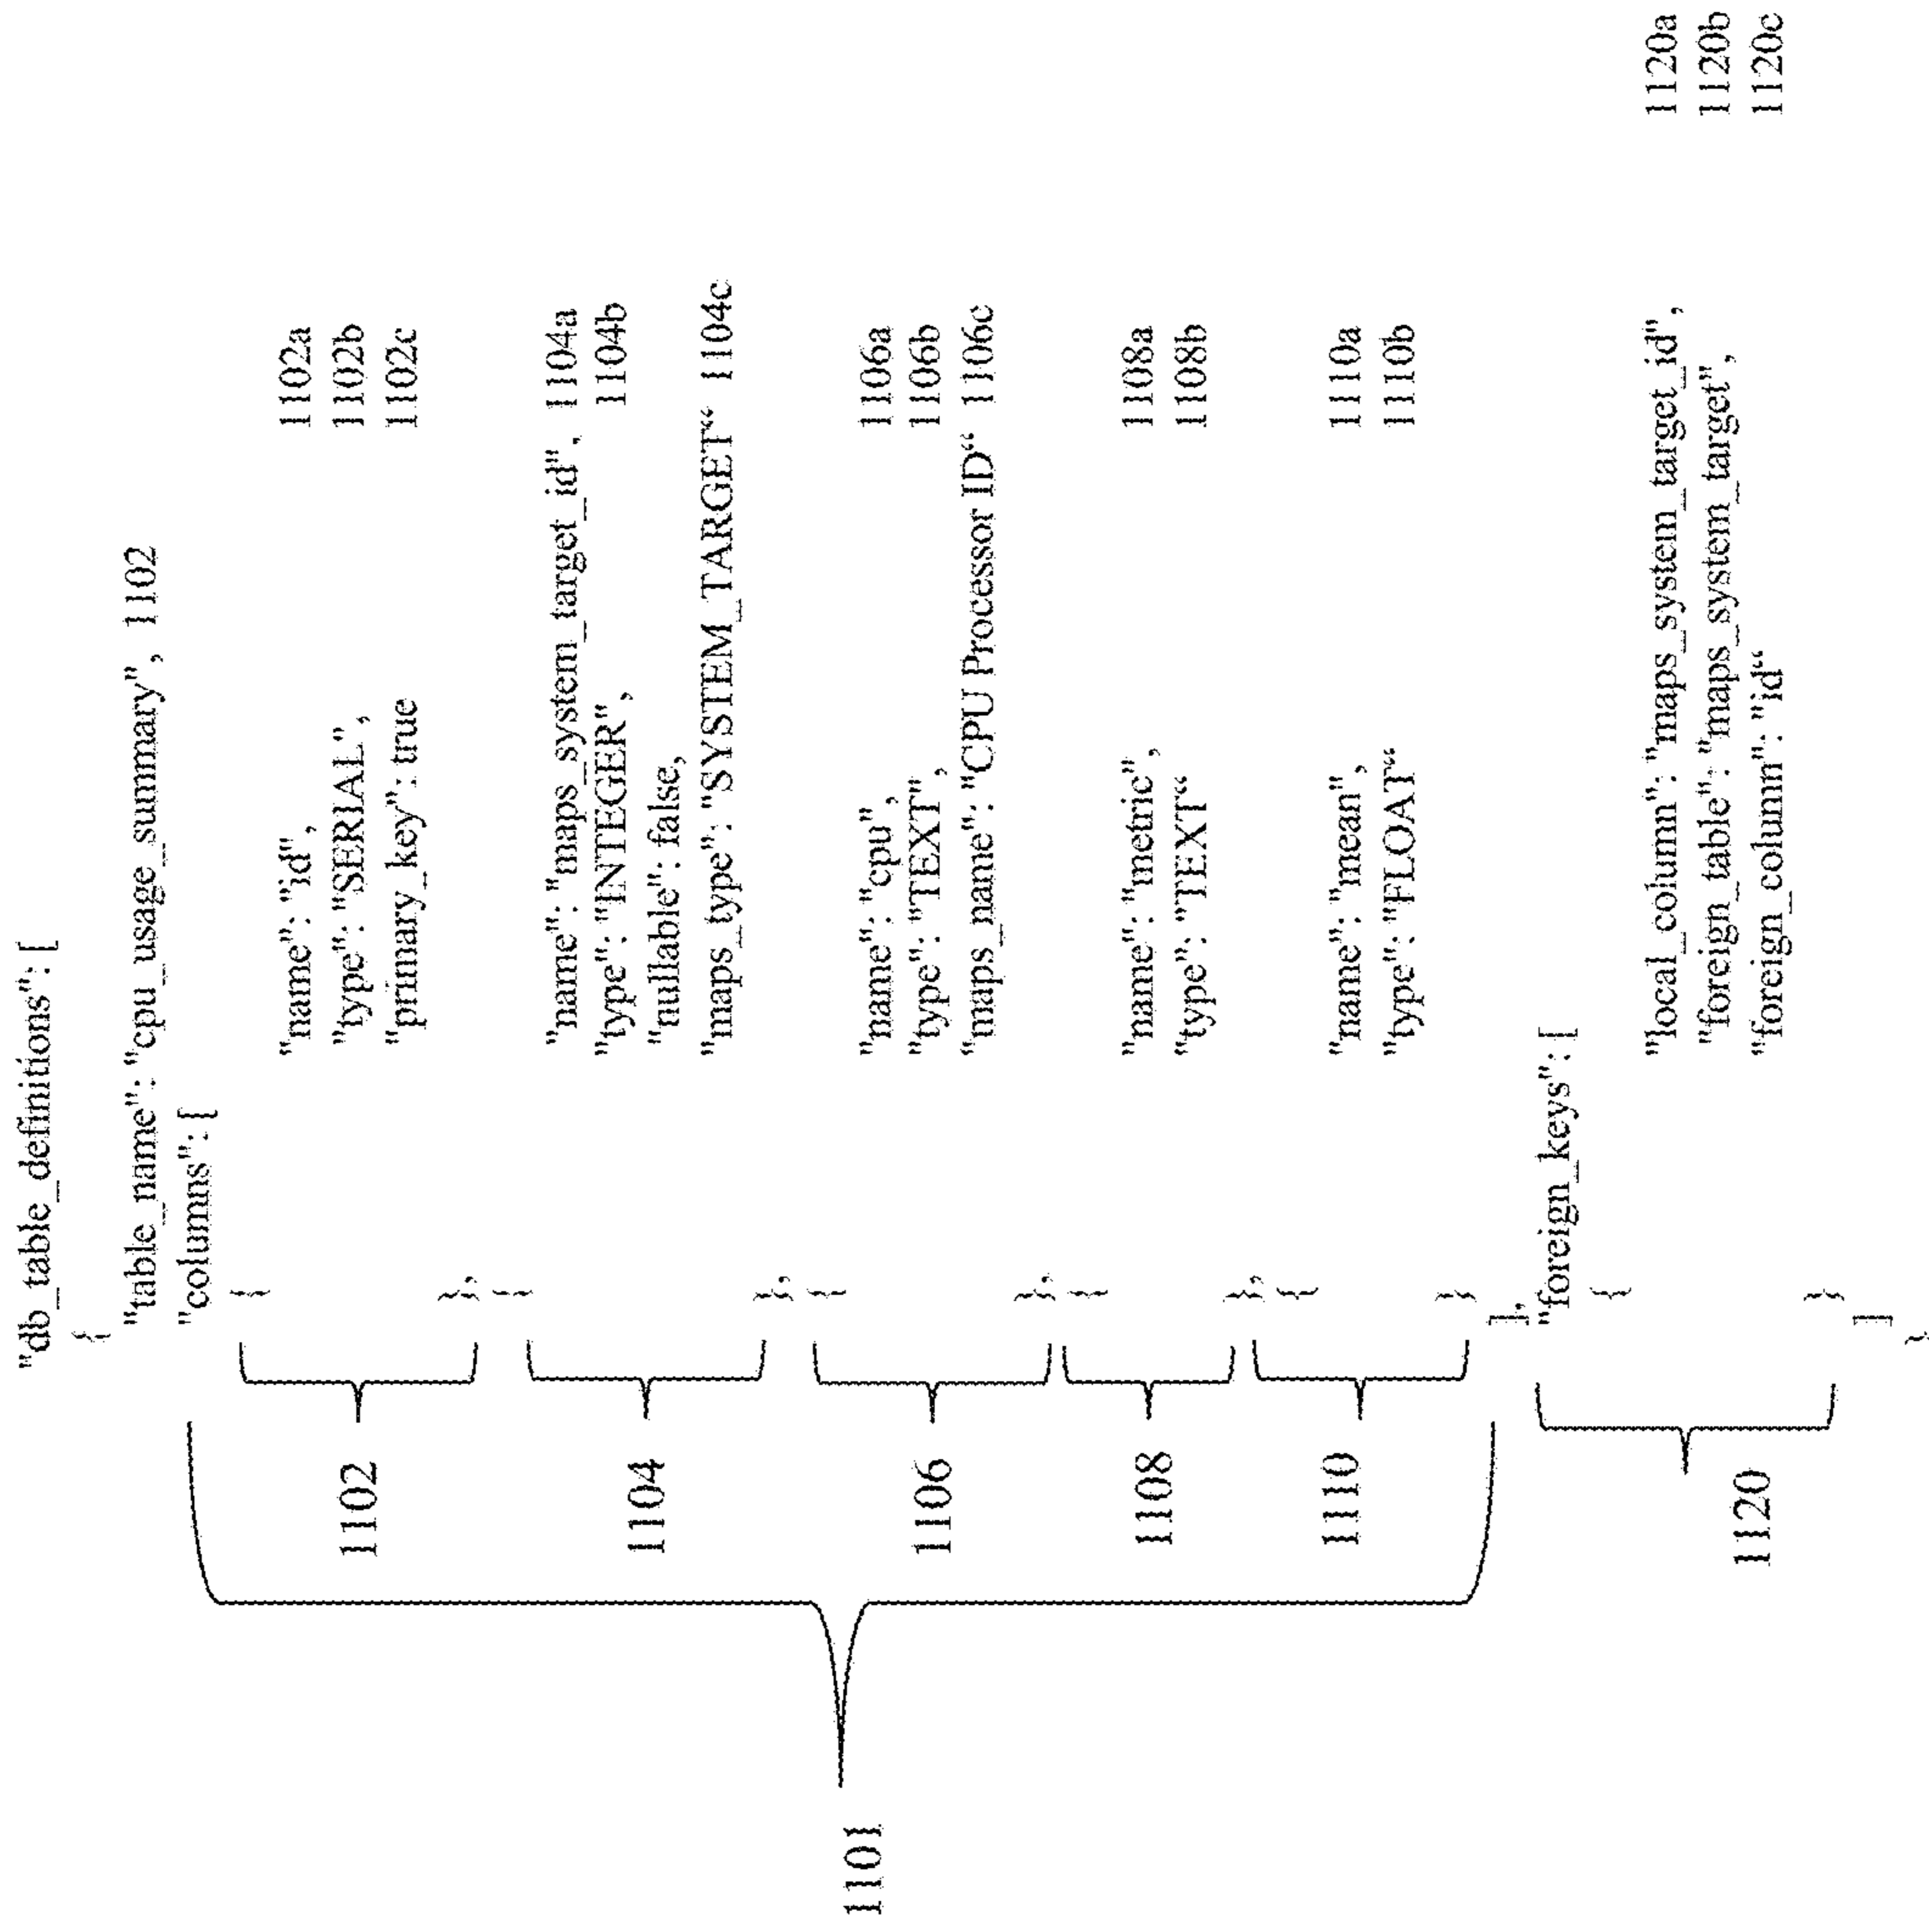 "db_table_definitions": [
{
"table_name": "cpu_usage_summary", 1102
"columns": [
{
"name": "id", 1102a
"type": "SERIAL", 1102b
"primary_key": true 1102c
},
{
"name": "maps_system_target_id", 1104a
"type": "INTEGER", 1104b
"nullable": false,
"maps_type": "SYSTEM_TARGET“ 1104c
},
{
"name": "cpu", 1106a
"type": "TEXT", 1106b
"maps_name": "CPU Processor ID“ 1106c
},
{
"name": "metric", 1108a
"type": "TEXT“ 1108b
},
{
"name": "mean", 1110a
"type": "FLOAT“ 1110b
}
],
"foreign_keys": [
{
"local_column": "maps_system_target_id", 1120a
"foreign_table": "maps_system_target", 1120b
"foreign_column": "id“ 1120c
}
]
}
1102
1104
1106
1108
1110
1120
1101